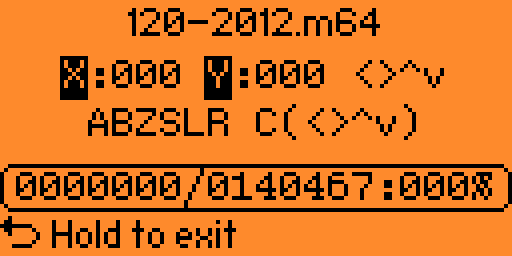 120-2012.m64
X:000 Y:000 <>^v
ABZSLR C(<>^v)
0000000/0140467:000%
Hold to exit